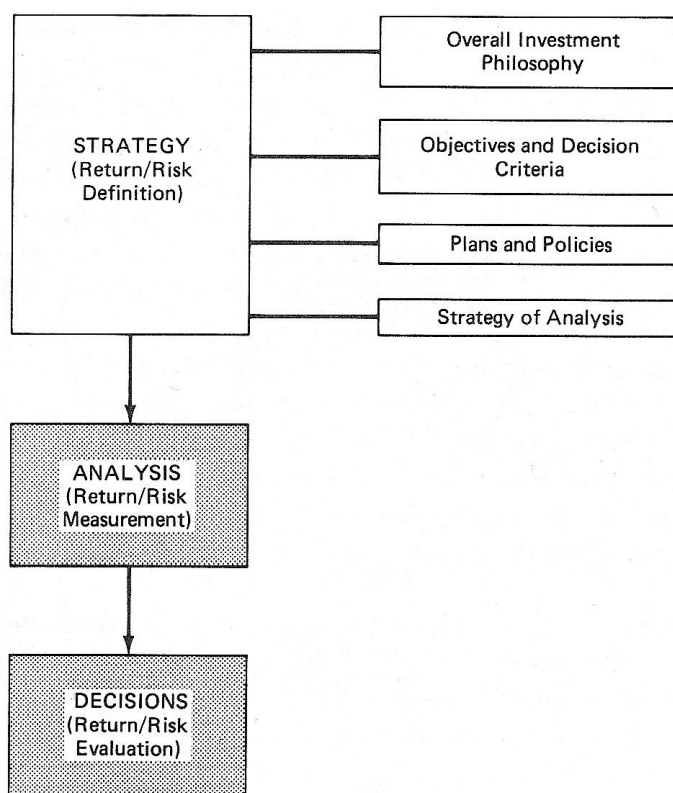 STRATEGY
(Return/Risk
Definition)
Overall Investment
Philosophy
Objectives and Decision
Criteria
Plans and Policies
Strategy of Analysis
ANALYSIS
(Return/Risk
Measurement)
DECISIONS
(Return/Risk
Evaluation)